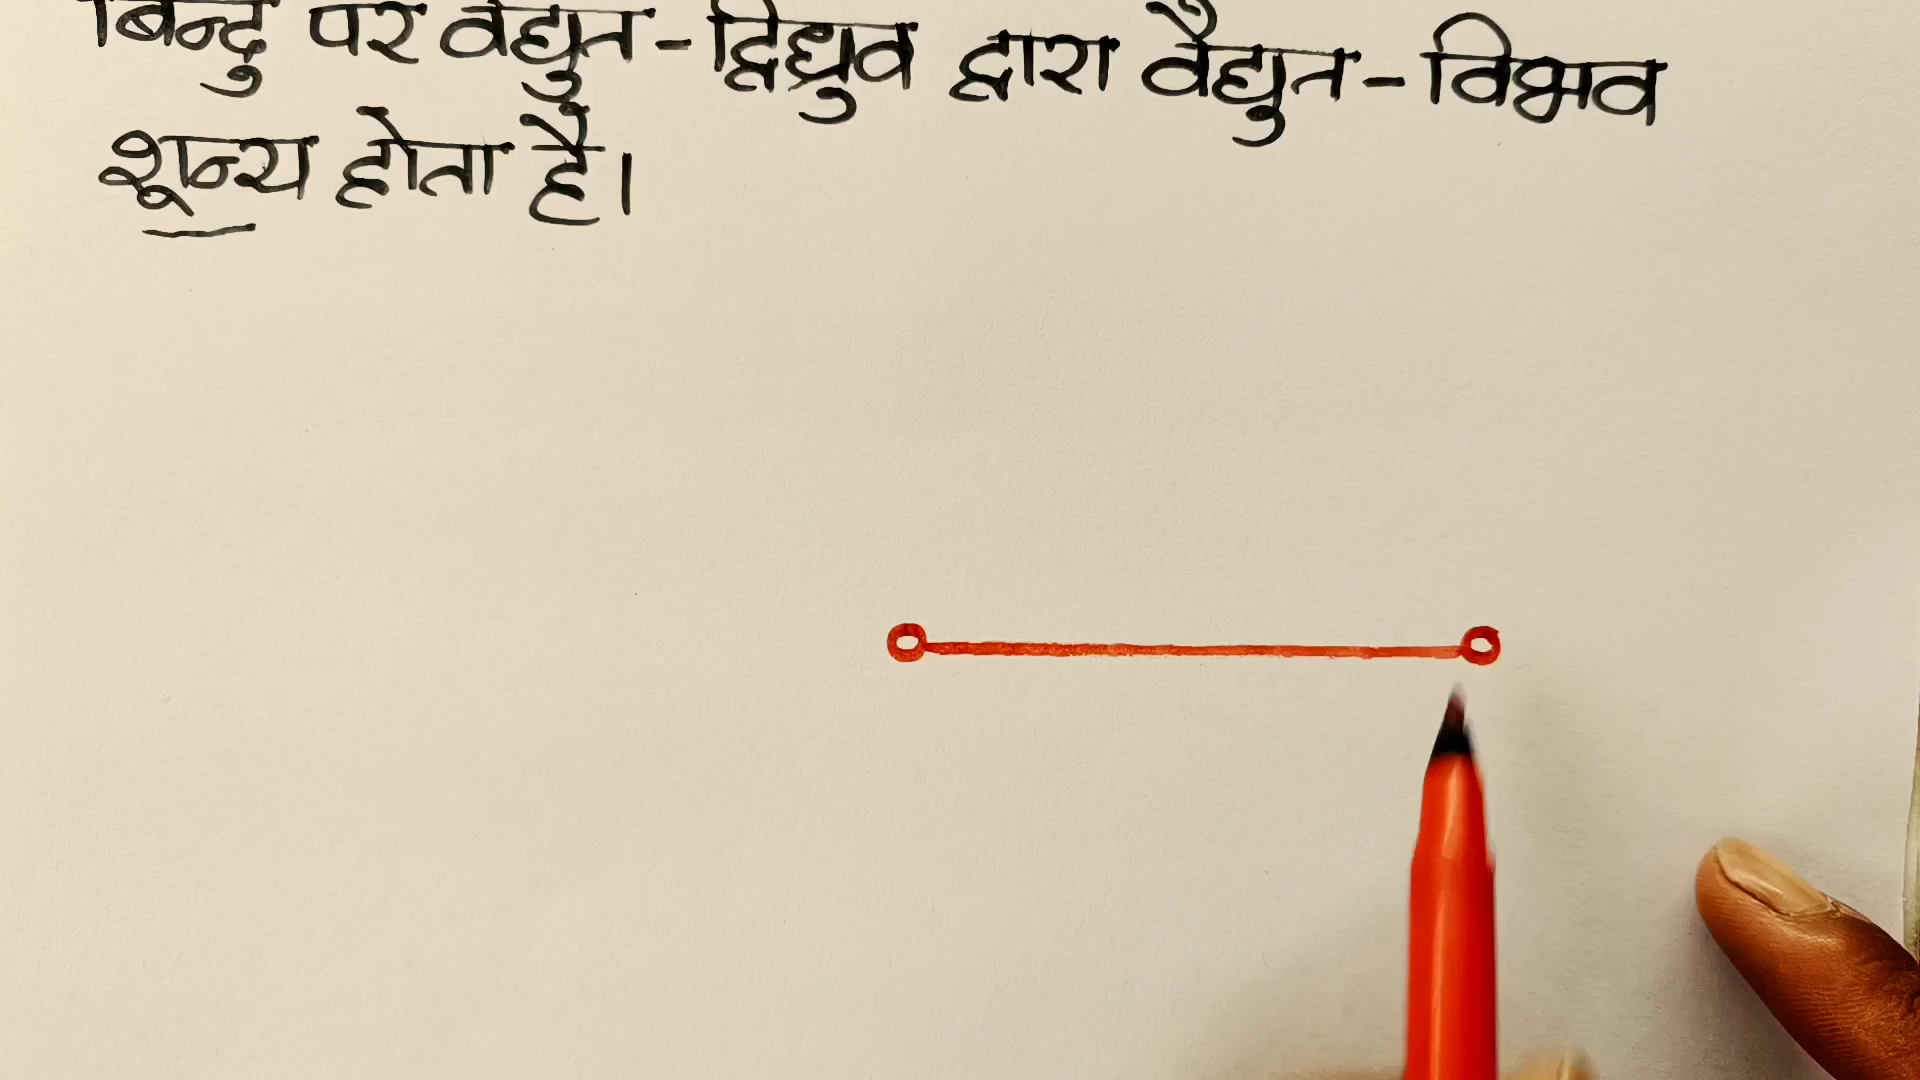 बिन्दु पर वैद्युत-द्विध्रुव द्वारा वैद्युत-विभव
शून्य होता है।